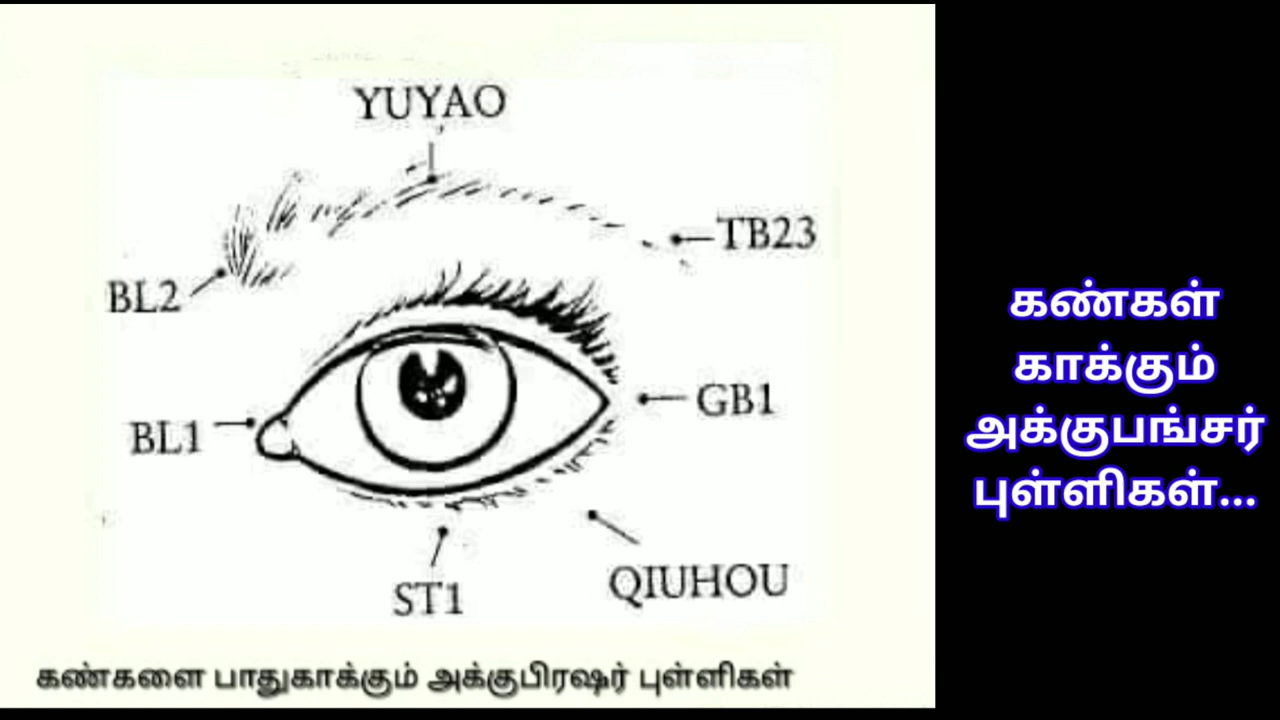 YUYAO
TB23
BL2
GB1
BL1
ST1
QIUHOU
கண்களை பாதுகாக்கும் அக்குபிரஷர் புள்ளிகள்
கண்கள்
காக்கும்
அக்குபங்சர்
புள்ளிகள்...